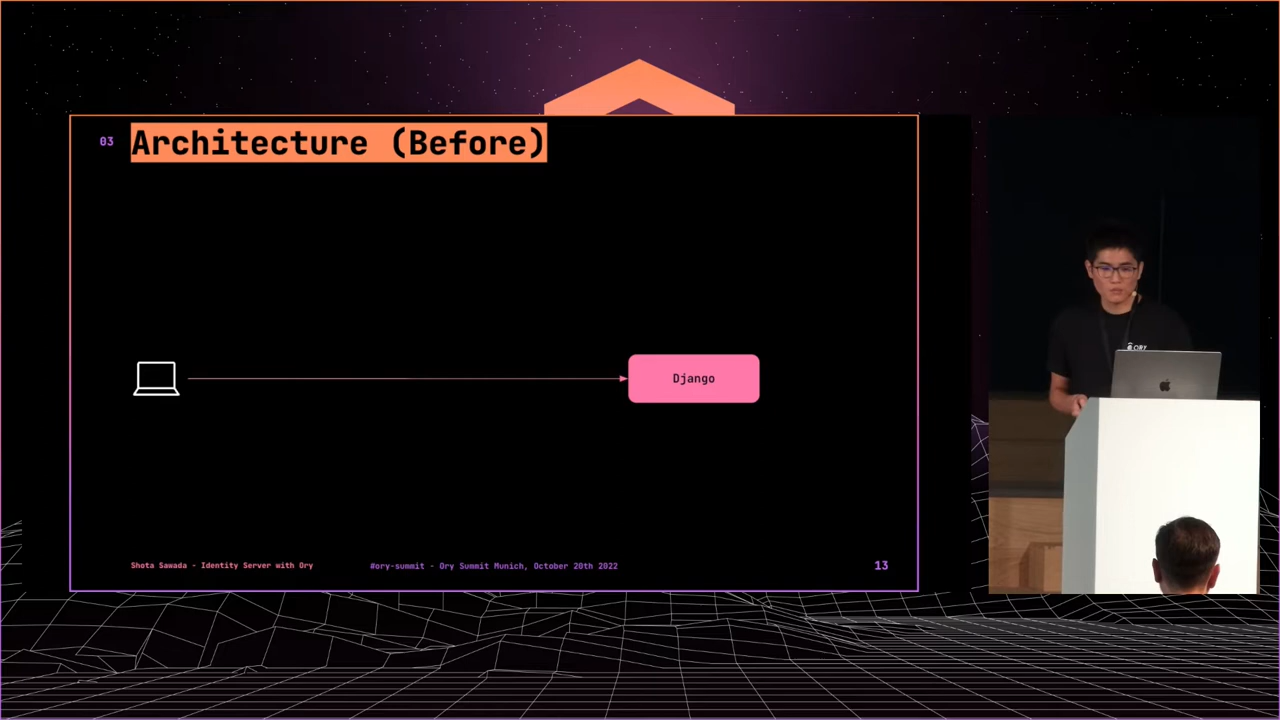 03
Architecture (Before)
Django
Shota Sawada - Identity Server with Ory
#ory-summit - Ory Summit Munich, October 20th 2022
13
ORY